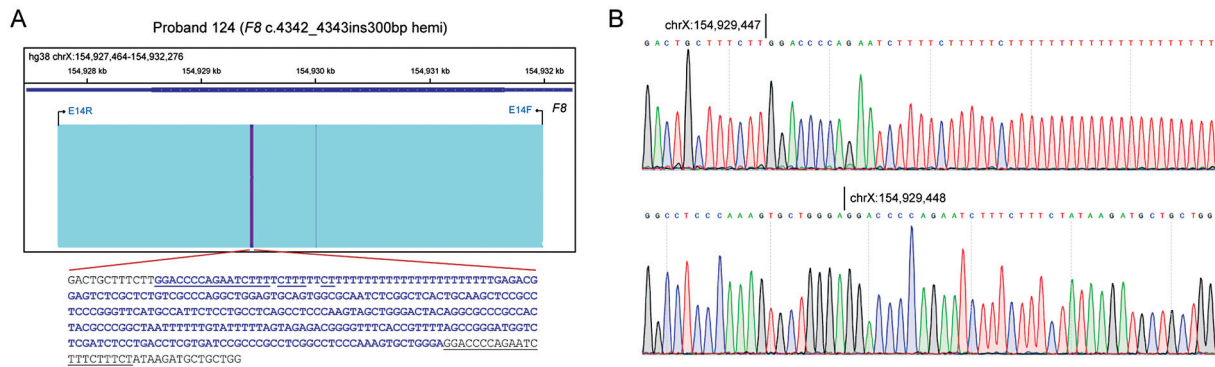 A
Proband 124 (F8 c.4342_4343ins300bp hemi)
hg38 chrX:154,927,464-154,932,276
154,928 kb 154,929 kb 154,930 kb 154,931 kb 154,932 kb
E14R E14F F8
GACTGCTTTCTTGGACCCCAGAATCTTTTCTTTTTCTTTTTTTTTTTTTTTTTTTTTTTTTGAGACG
GAGTCTCGCTCTGTCGCCCAGGCTGGAGTGCAGTGGCGCAATCTCGGCTCACTGCAAGCTCCGCC
TCCCGGGTTCATGCCATTCTCCTGCCTCAGCCTCCCAAGTAGCTGGGACTACAGGCGCCCGCCAC
TACGCCCGGCTAATTTTTTGTATTTTTAGTAGAGACGGGGTTTCACCGTTTTAGCCGGGATGGTC
TCGATCTCCTGACCTCGTGATCCGCCCGCCTCGGCCTCCCAAAGTGCTGGGAGGACCCCAGAATC
TTTCTTTCTATAAGATGCTGCTGG
B
chrX:154,929,447
GACTGCTTTCTTGGACCCCAGAATCTTTTCTTTTTCTTTTTTTTTTTTTTTTTTTTT
chrX:154,929,448
GGCCTCCCAAAGTGCTGGGAGGACCCCAGAATCTTTCTTTCTATAAGATGCTGCTGG